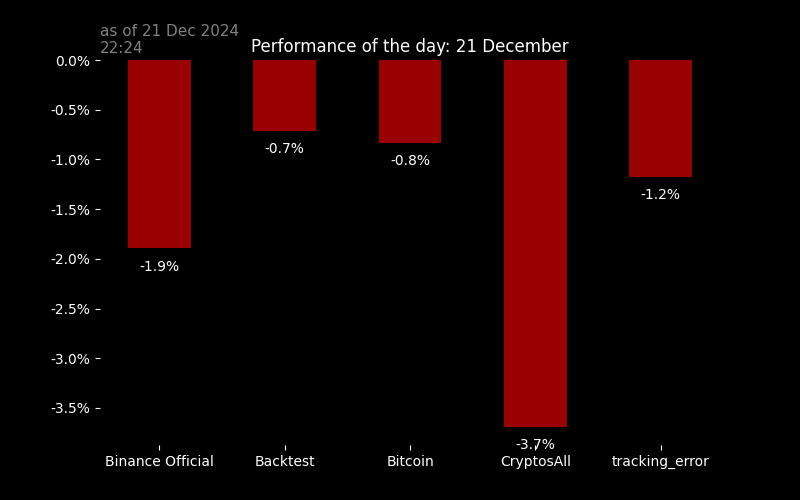 as of 21 Dec 2024
22:24
Performance of the day: 21 December
0.0%
-0.5%
-1.0%
-1.5%
-2.0%
-2.5%
-3.0%
-3.5%
-1.9%
-0.7%
-0.8%
-3.7%
-1.2%
Binance Official
Backtest
Bitcoin
CryptosAll
tracking_error